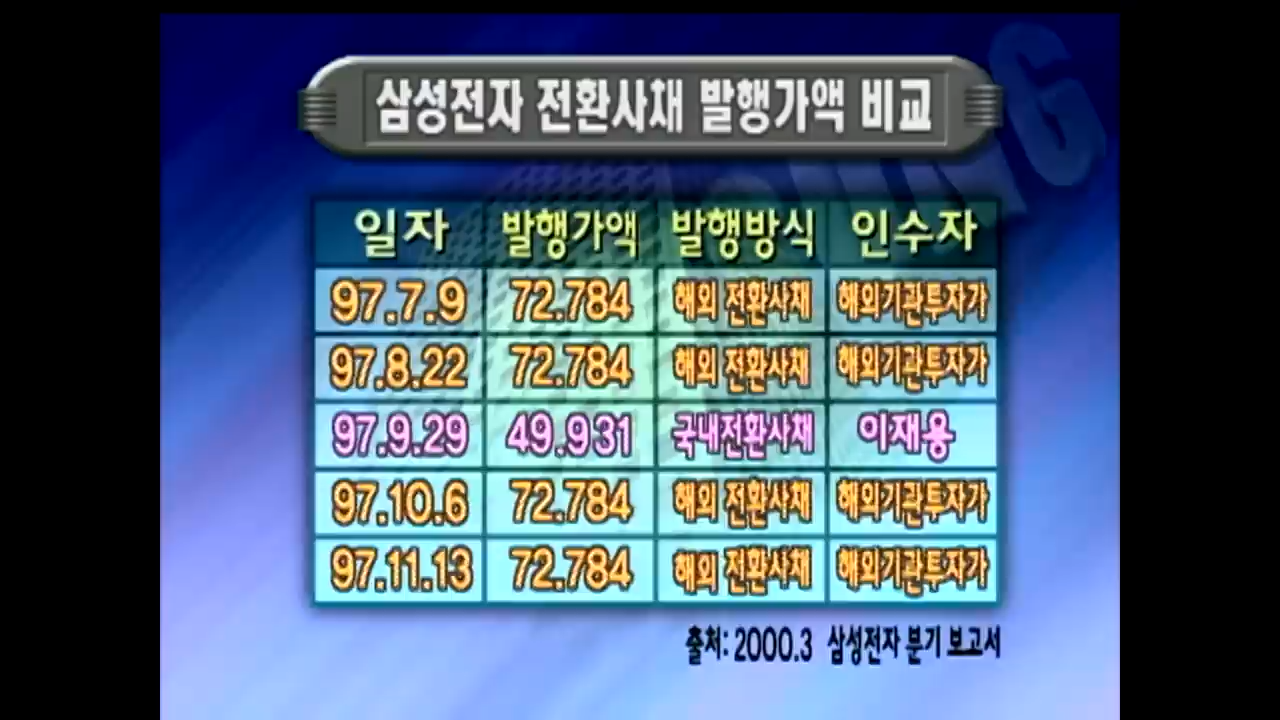 삼성전자 전환사채 발행가액 비교
일자 발행가액 발행방식 인수자
97.7.9 72.784 해외 전환사채 해외기관투자가
97.8.22 72.784 해외 전환사채 해외기관투자가
97.9.29 49.931 국내전환사채 이재용
97.10.6 72.784 해외 전환사채 해외기관투자가
97.11.13 72.784 해외 전환사채 해외기관투자가
출처: 2000.3 삼성전자 분기 보고서